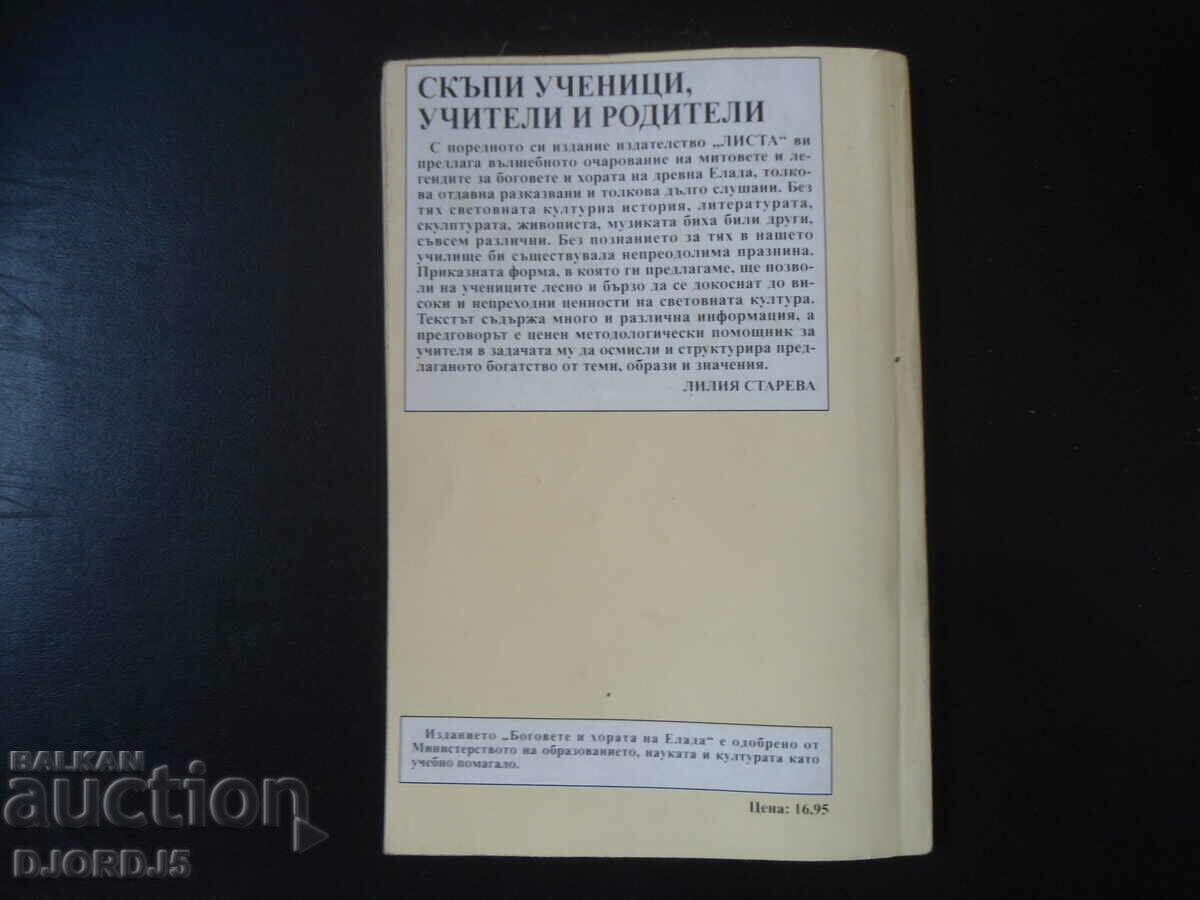 СКЪПИ УЧЕНИЦИ,
УЧИТЕЛИ И РОДИТЕЛИ
С поредното си издание издателство „ЛИСТА“ ви
предлага вълшебното очарование на митовете и ле-
гендите за боговете и хората на древна Елада, толко-
ва отдавна разказвани и толкова дълго слушани. Без
тях световната културна история, литературата,
скулптурата, живописта, музиката биха били други,
съвсем различни. Без познанието за тях в нашето
училище би съществувала непреодолима празнина.
Приказната форма, в която ги предлагаме, ще позво-
ли на учениците лесно и бързо да се докоснат до ви-
соки и непреходни ценности на световната култура.
Текстът съдържа много и различна информация, а
предговорът е ценен методологически помощник за
учителя в задачата му да осмисли и структурира пред-
лаганото богатство от теми, образи и значения.
ЛИЛИЯ СТАРЕВА
Изданието „Боговете и хората на Елада“ е одобрено от
Министерството на образованието, науката и културата като
учебно помагало.
Цена: 16,95
BALKAN
auction
DJORDJ5